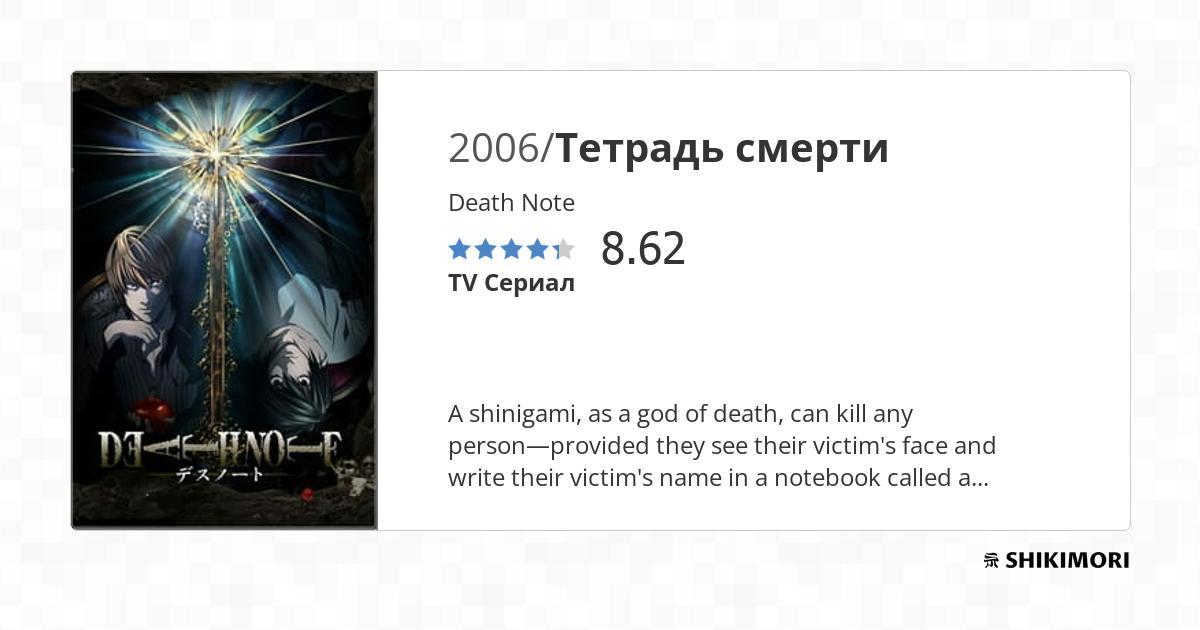 2006/Тетрадь смерти
Death Note
8.62
TV Сериал
A shinigami, as a god of death, can kill any
person—provided they see their victim's face and
write their victim's name in a notebook called a...
DEATH NOTE
デスノート
SHIKIMORI